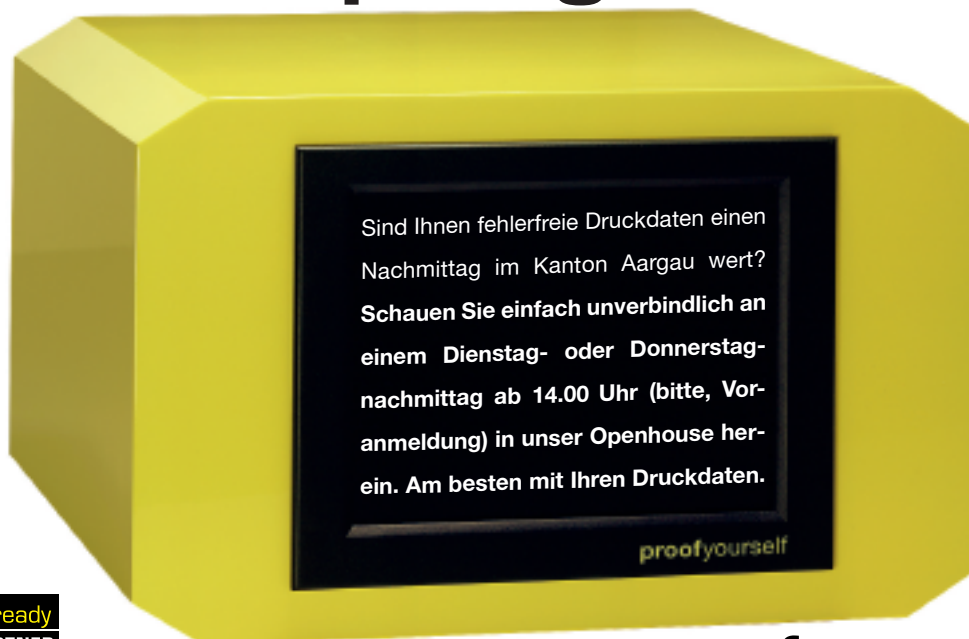 Sind Ihnen fehlerfreie Druckdaten einen
Nachmittag im Kanton Aargau wert?
Schauen Sie einfach unverbindlich an
einem Dienstag- oder Donnerstag-
nachmittag ab 14.00 Uhr (bitte, Vor-
anmeldung) in unser Openhouse her-
ein. Am besten mit Ihren Druckdaten.
proofyourself
ready